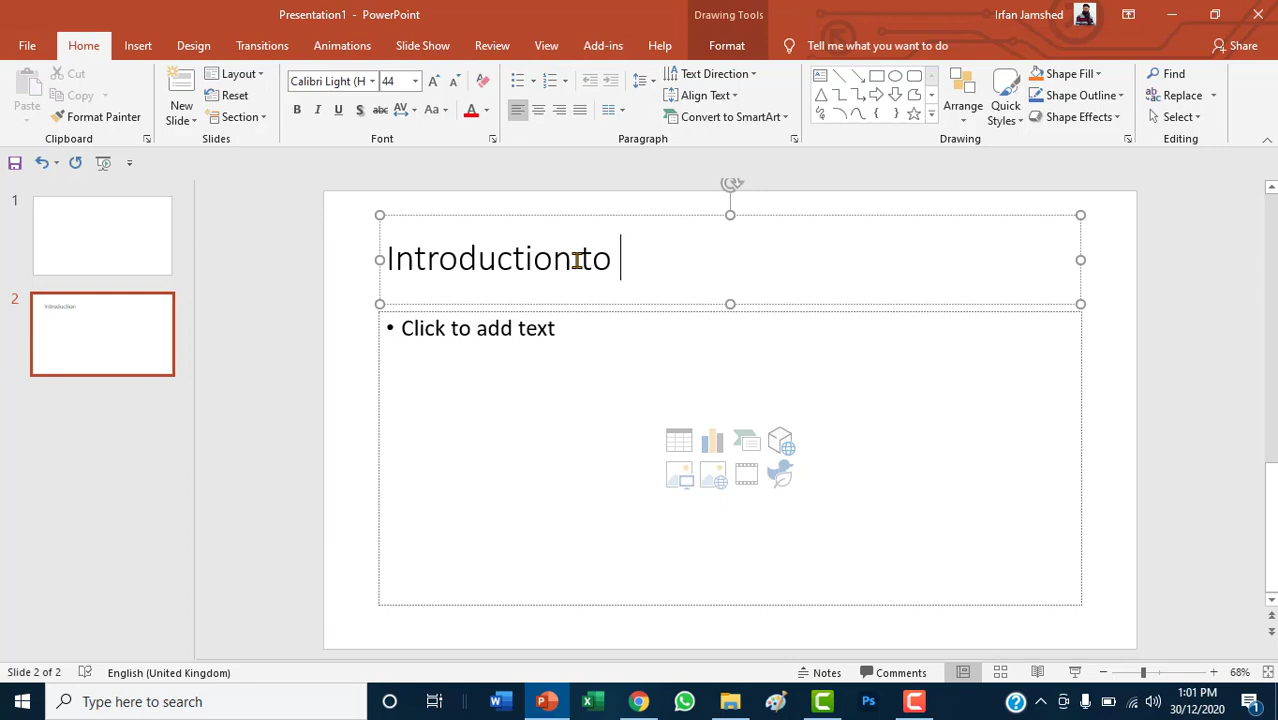 Presentation1 - PowerPoint
Drawing Tools
Irfan Jamshed
File Home Insert Design Transitions Animations Slide Show Review View Add-ins Help Format Tell me what you want to do Share
Paste
Cut
Copy
Format Painter
Clipboard
New Slide
Layout
Reset
Section
Slides
Calibri Light (H 44
B I U S abc AV Aa A
Font
Text Direction
Align Text
Convert to SmartArt
Paragraph
Arrange
Quick Styles
Shape Fill
Shape Outline
Shape Effects
Drawing
Find
Replace
Select
Editing
1
2
Introduction
Introduction to
• Click to add text
Slide 2 of 2 English (United Kingdom) Notes Comments 68%
Type here to search
1:01 PM
30/12/2020